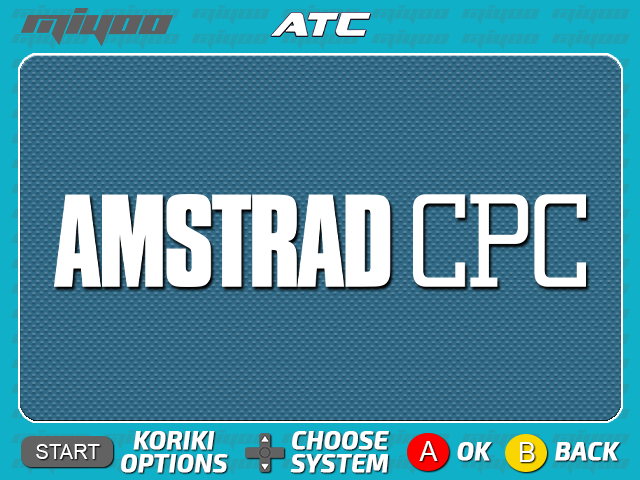 miyoo
ATC
AMSTRAD CPC
START
KORIKI
OPTIONS
CHOOSE
SYSTEM
A
OK
B
BACK